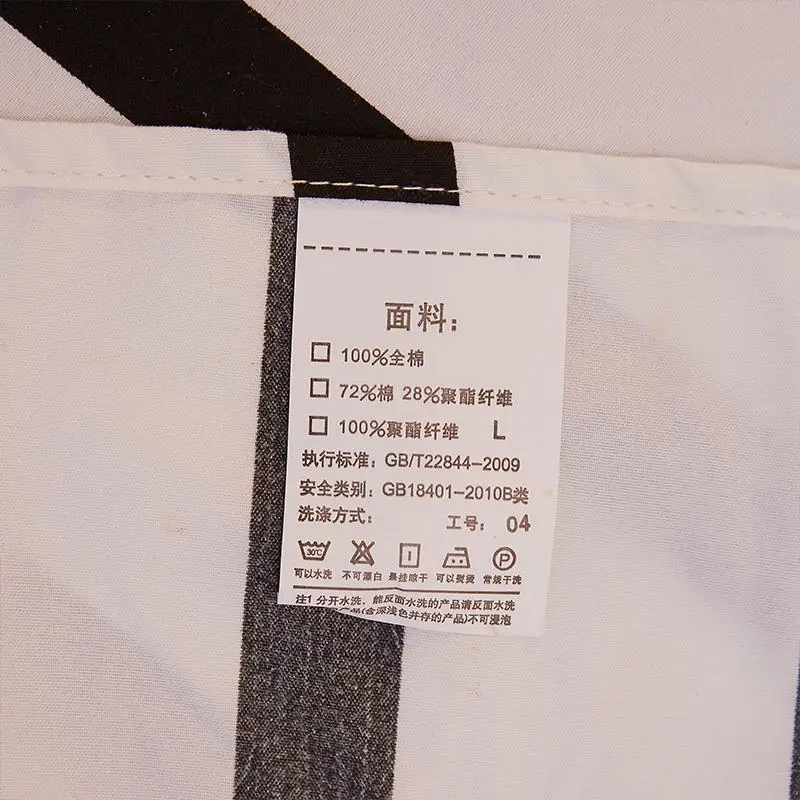 面料：
100%全棉
72%棉 28%聚酯纤维
100%聚酯纤维 L
执行标准：GB/T22844-2009
安全类别：GB18401-2010B类
洗涤方式： 工号： 04
30℃ P
可以水洗 不可漂白 悬挂晾干 可以熨烫 常规干洗
注1 分开水洗，能反面水洗的产品请反面水洗
(含深浅色并存的产品)不可浸泡